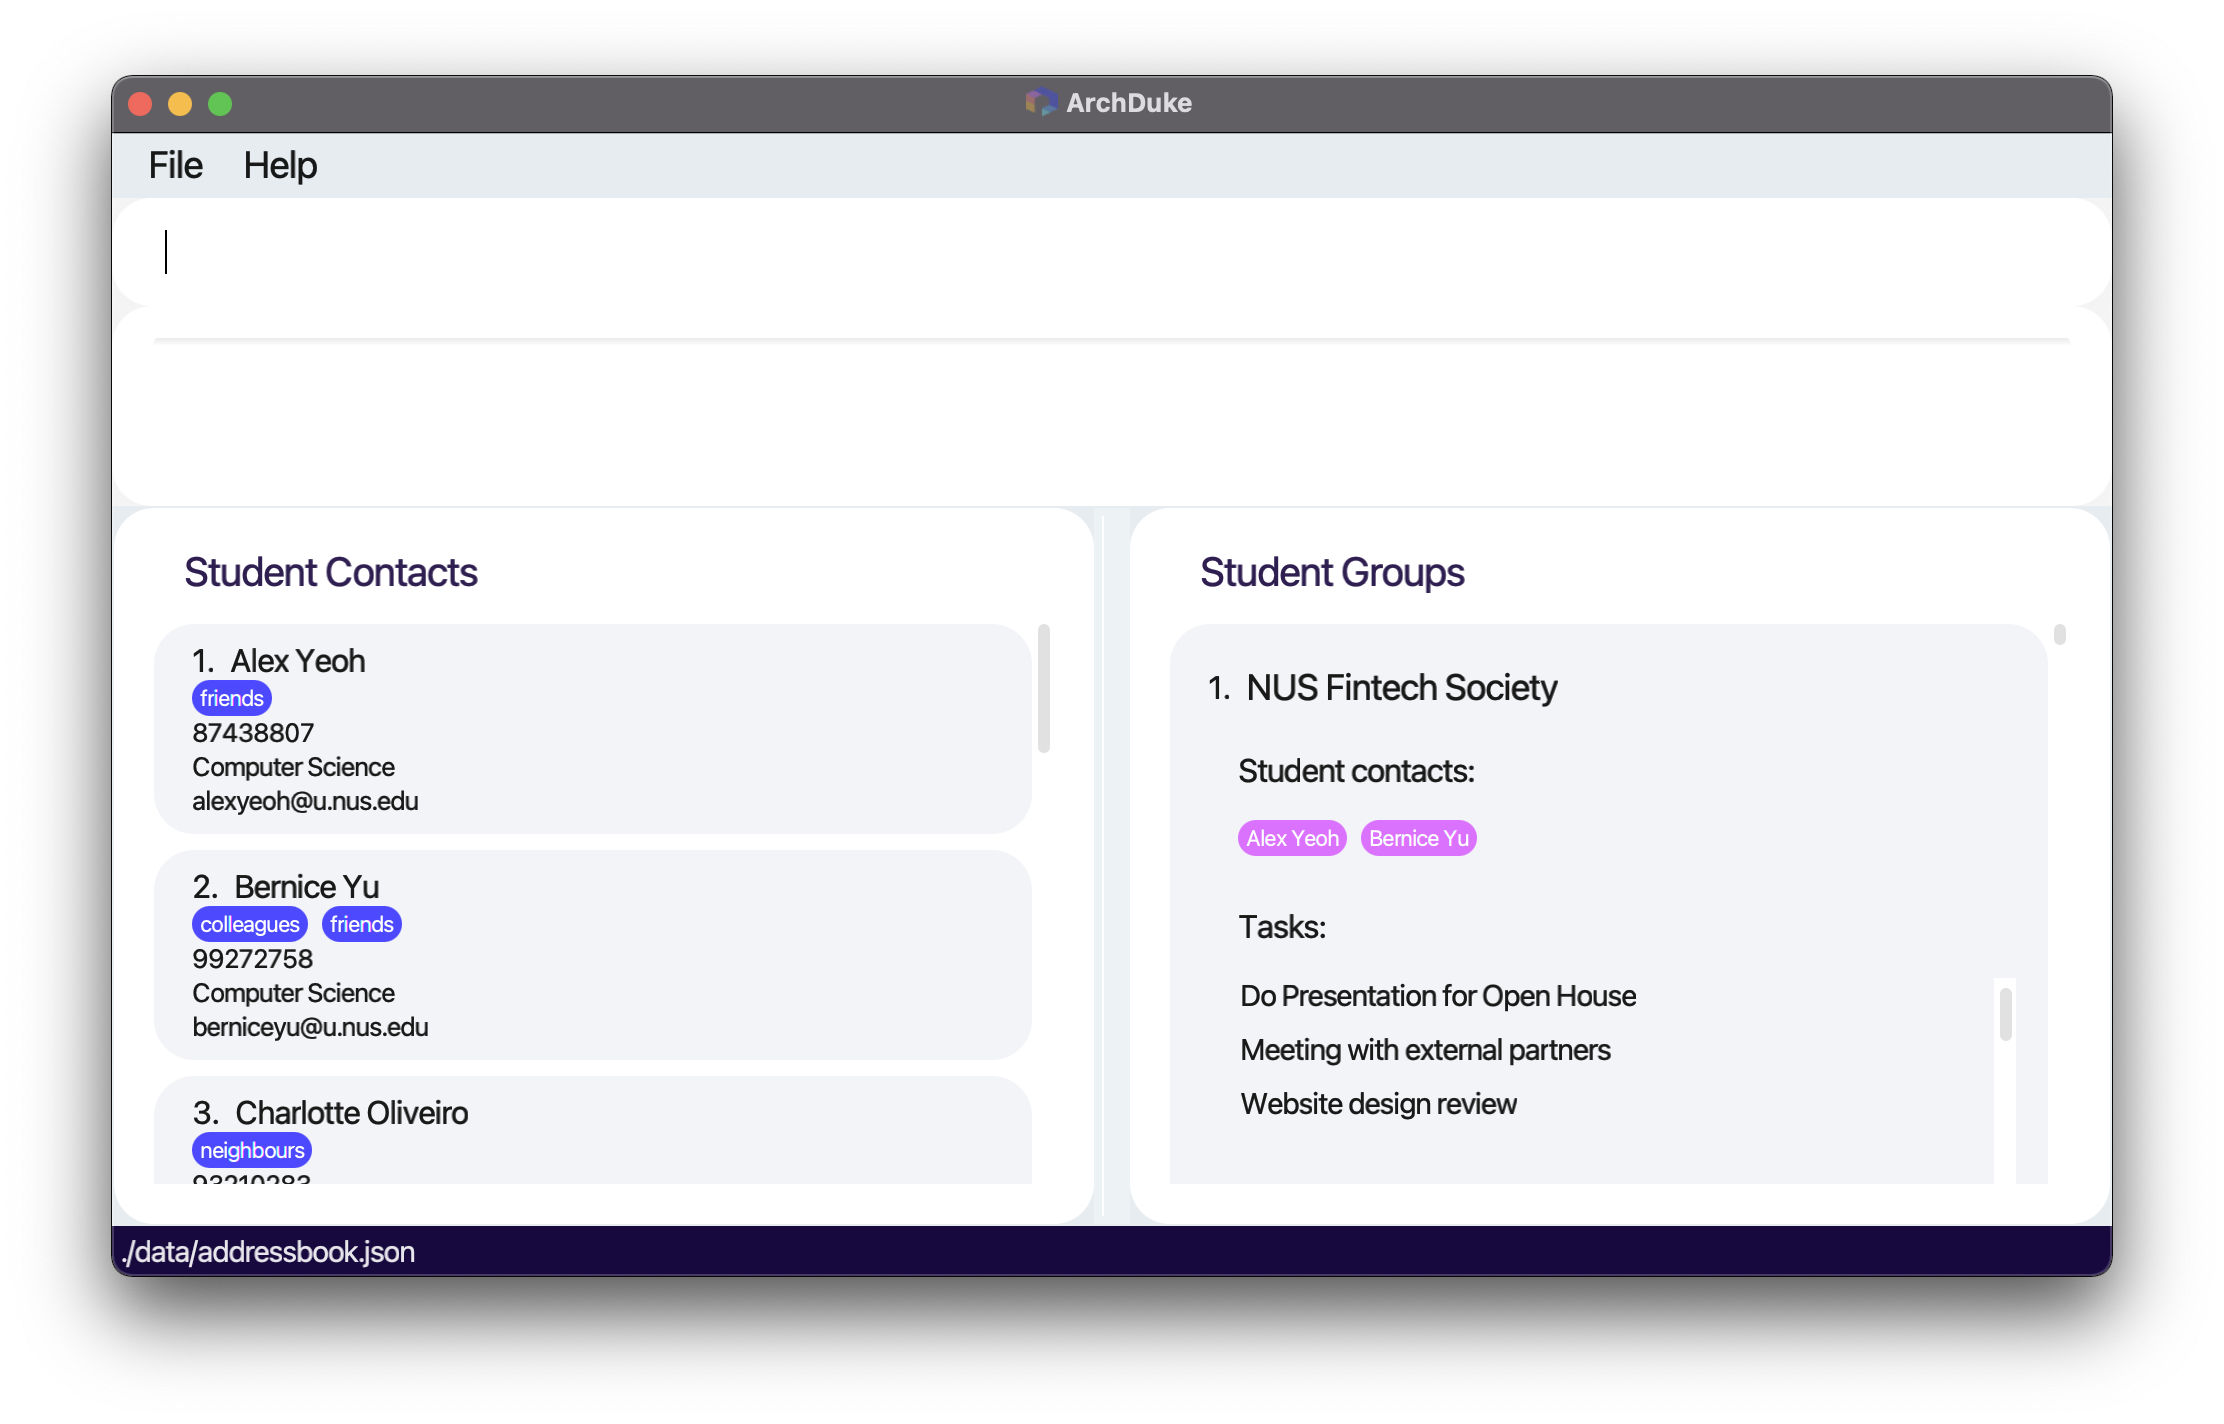 ArchDuke
File Help
Student Contacts
1. Alex Yeoh
friends
87438807
Computer Science
alexyeoh@u.nus.edu
2. Bernice Yu
colleagues friends
99272758
Computer Science
berniceyu@u.nus.edu
3. Charlotte Oliveiro
neighbours
93210283
Student Groups
1. NUS Fintech Society
Student contacts:
Alex Yeoh Bernice Yu
Tasks:
Do Presentation for Open House
Meeting with external partners
Website design review
./data/addressbook.json